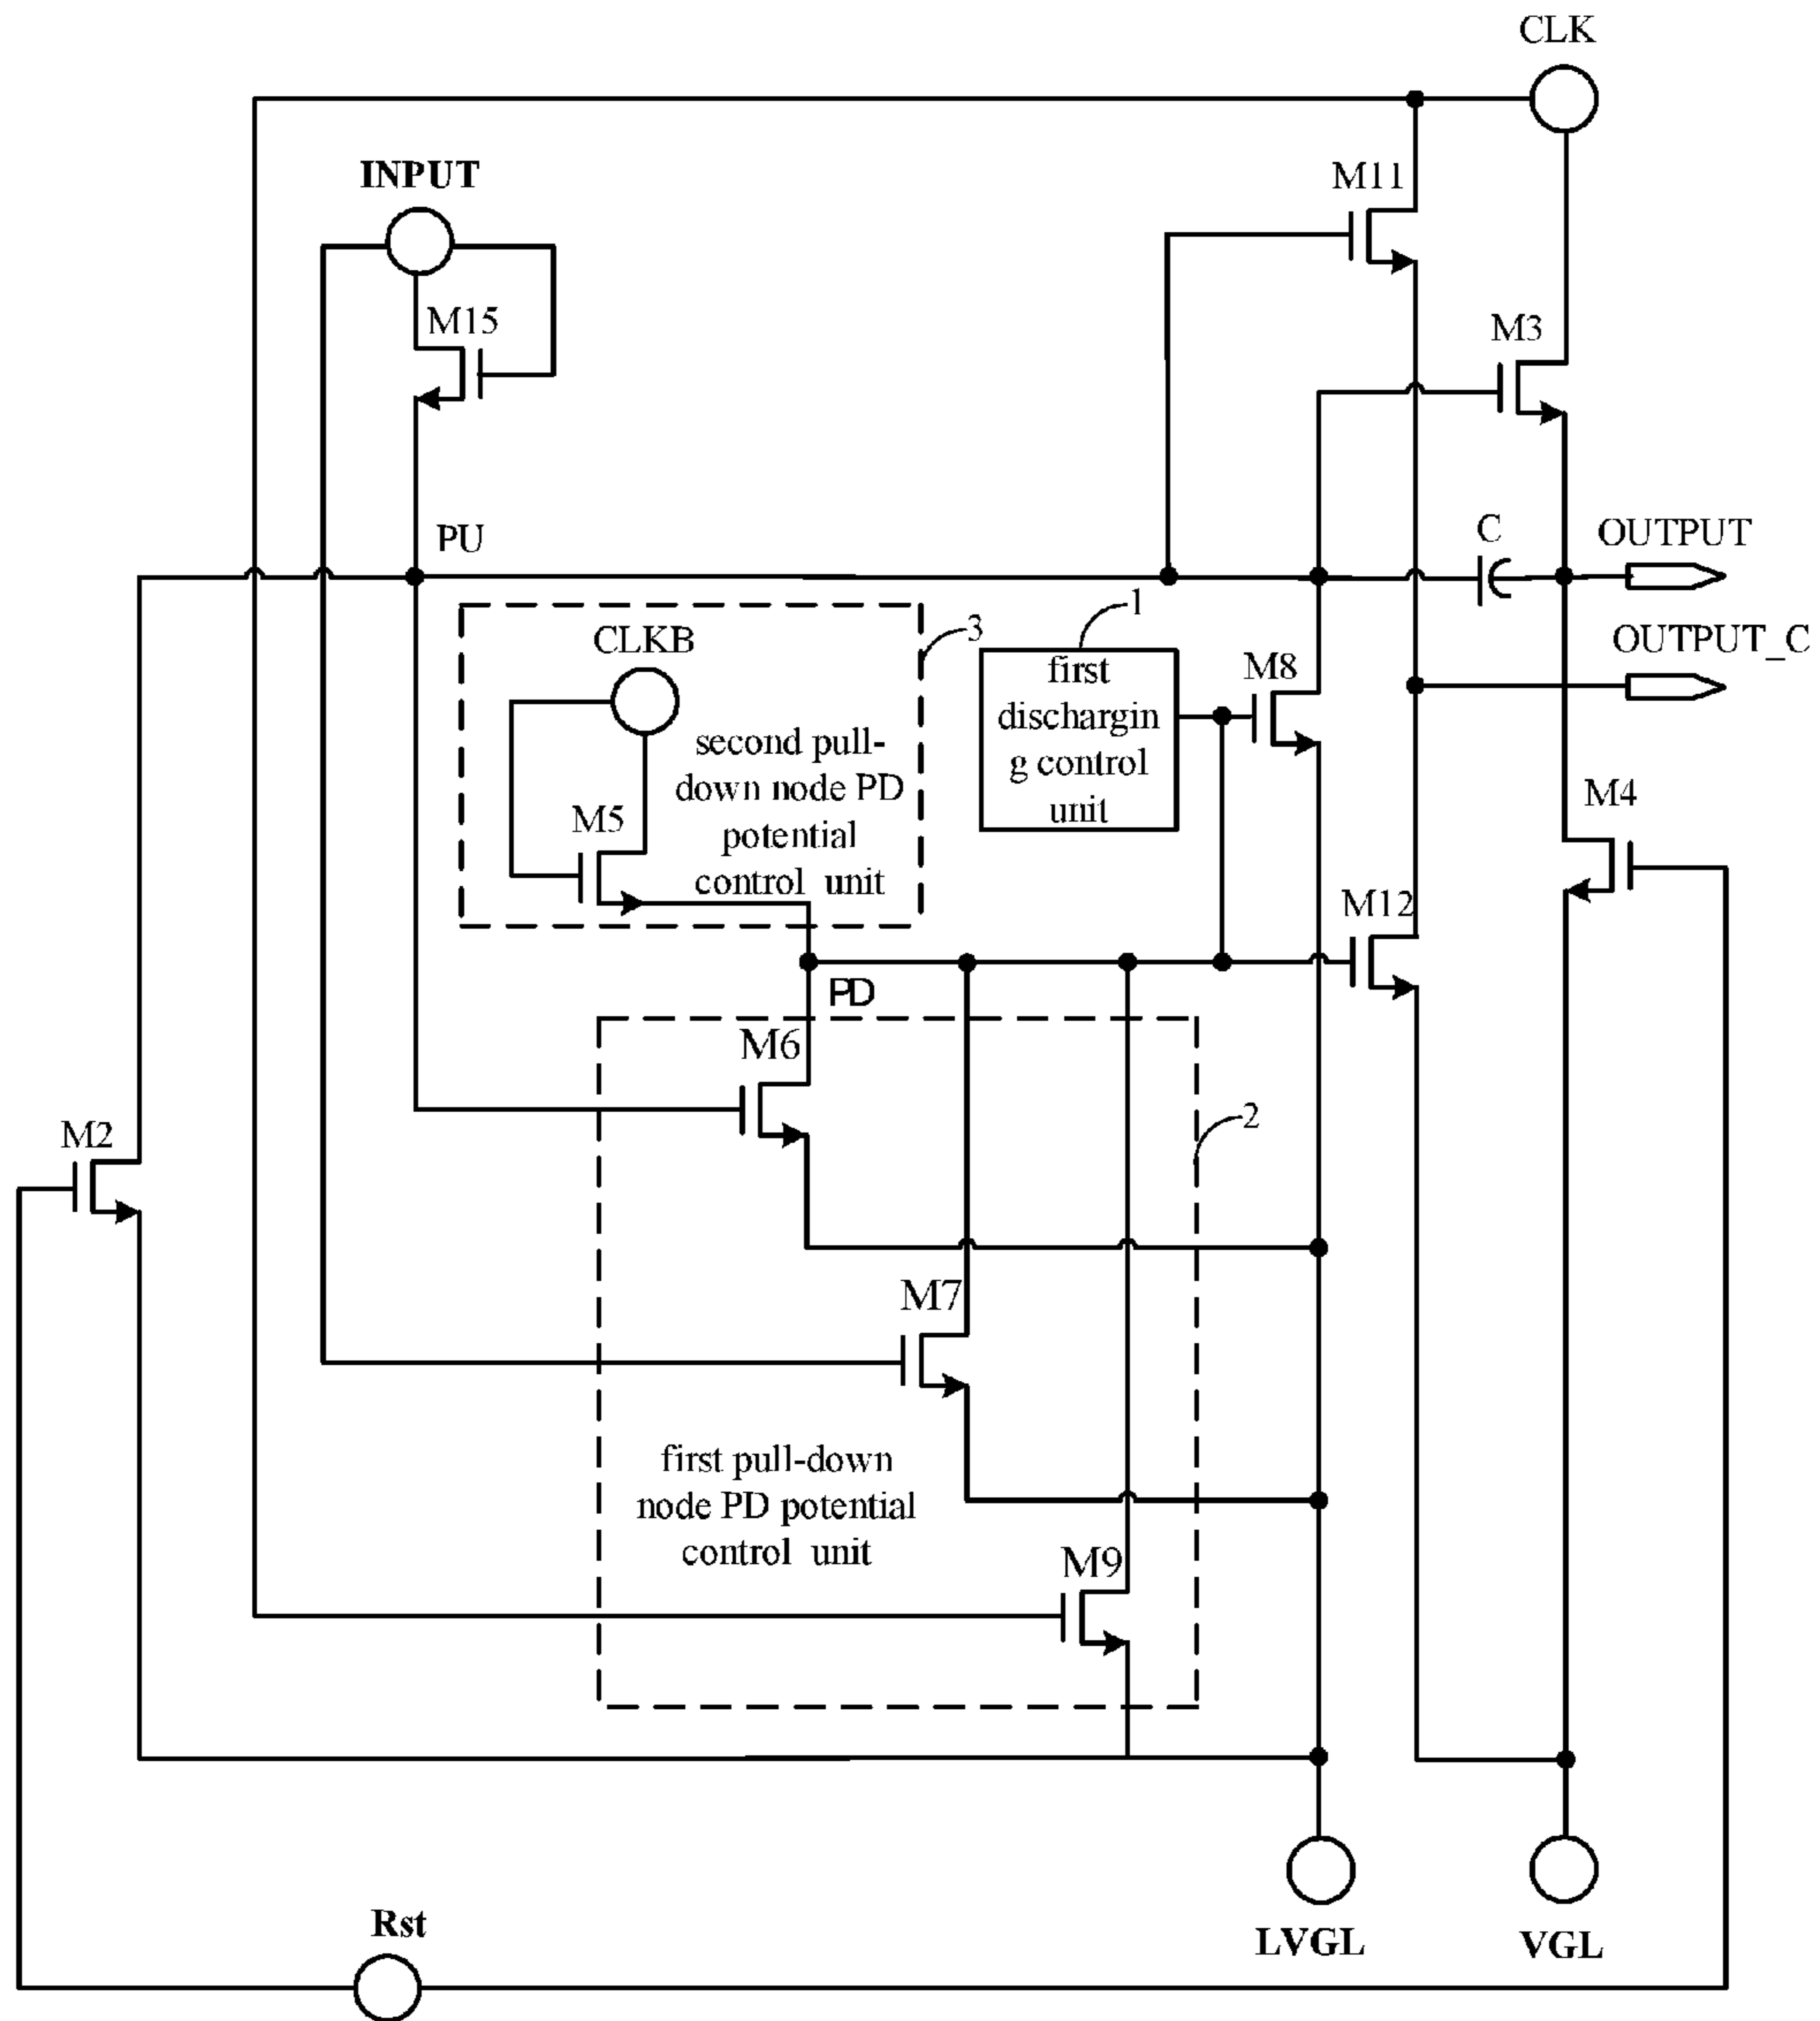 CLK
INPUT
M11
M15
M3
PU
C
OUTPUT
1
3
CLKB
OUTPUT_C
first
dischargin
g control
unit
M8
second pull-
down node PD
potential
control unit
M5
M4
M12
PD
M6
2
M2
M7
first pull-down
node PD potential
control unit
M9
Rst
LVGL
VGL